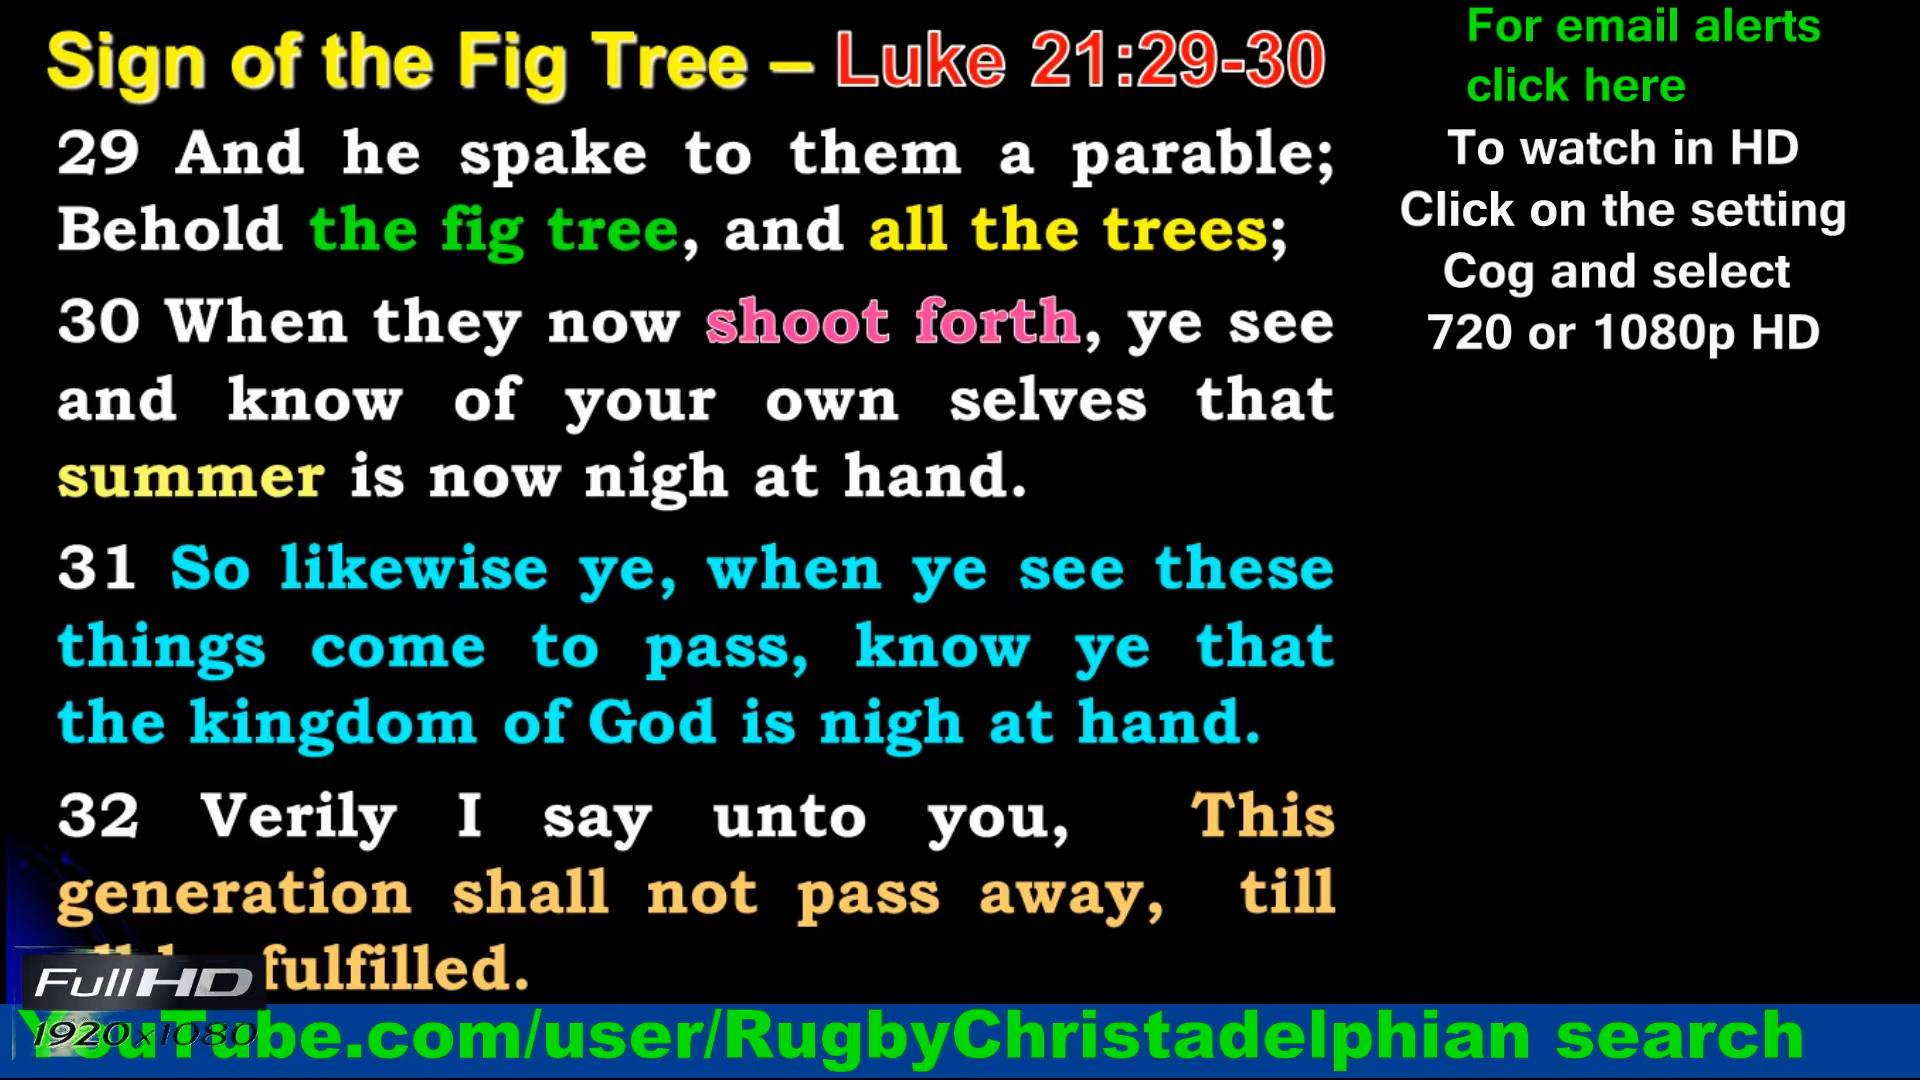 Sign of the Fig Tree – Luke 21:29-30
29 And he spake to them a parable;
Behold the fig tree, and all the trees;
30 When they now shoot forth, ye see
and know of your own selves that
summer is now nigh at hand.
31 So likewise ye, when ye see these
things come to pass, know ye that
the kingdom of God is nigh at hand.
32 Verily I say unto you, This
generation shall not pass away, till
fulfilled.
For email alerts
click here
To watch in HD
Click on the setting
Cog and select
720 or 1080p HD
Full HD
1920x1080
YouTube.com/user/RugbyChristadelphian search